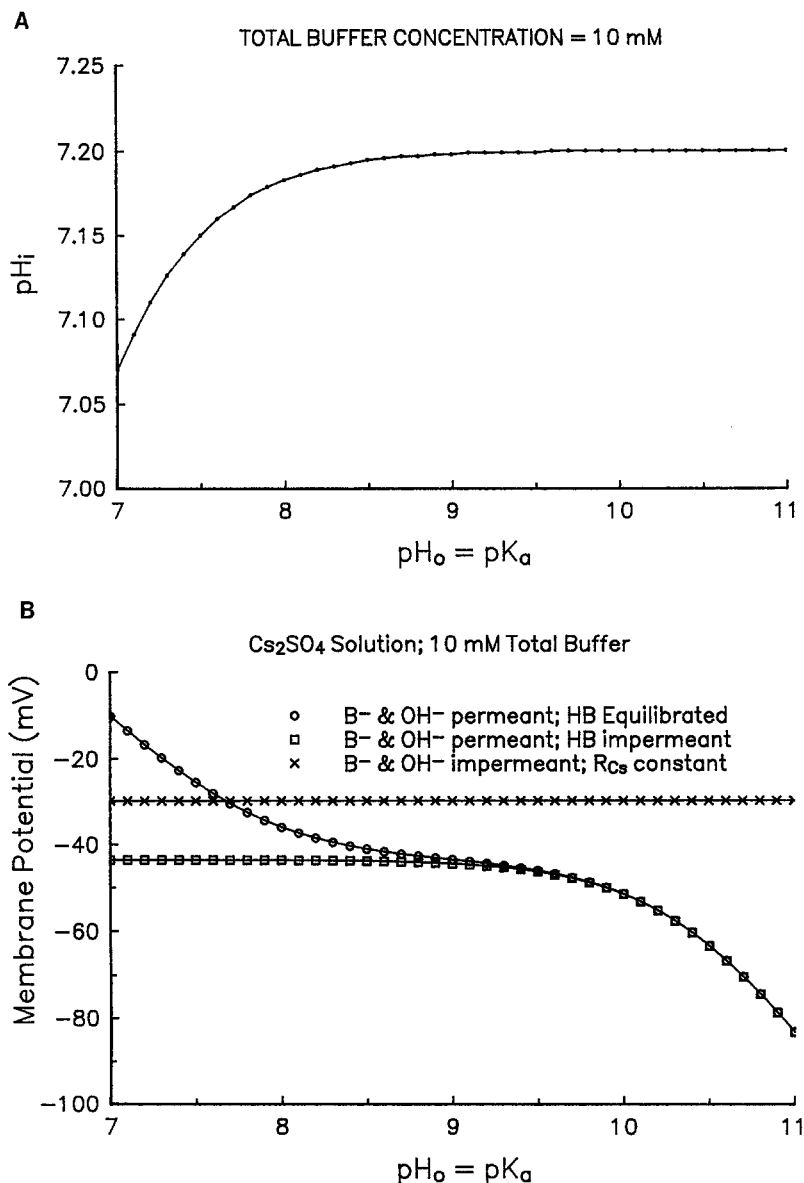 A
TOTAL BUFFER CONCENTRATION = 10 mM
7.25
7.20
7.15
7.10
7.05
7.00
pHi
7
8
9
10
11
pHo = pKa
B
Cs2SO4 Solution; 10 mM Total Buffer
0
−20
−40
−60
−80
−100
Membrane Potential (mV)
B− & OH− permeant; HB Equilibrated
B− & OH− permeant; HB impermeant
B− & OH− impermeant; RCs constant
7
8
9
10
11
pHo = pKa